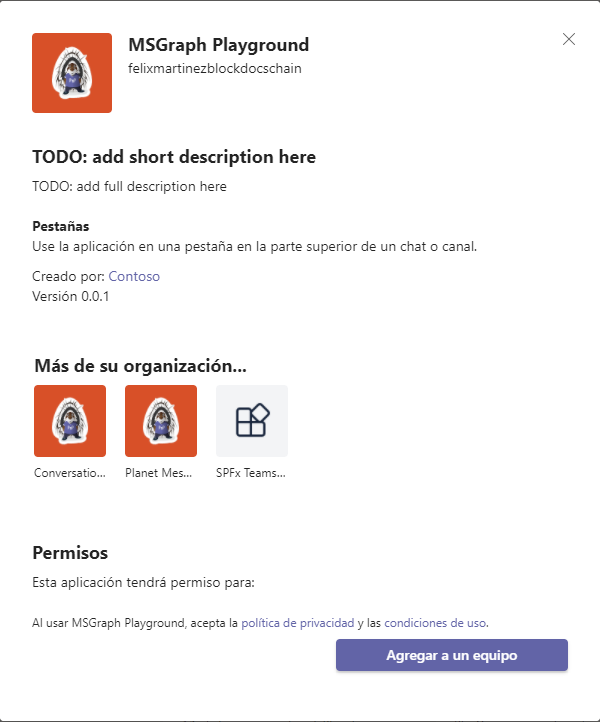 MSGraph Playground
felixmartinezblockdocschain
TODO: add short description here
TODO: add full description here
Pestañas
Use la aplicación en una pestaña en la parte superior de un chat o canal.
Creado por: Contoso
Versión 0.0.1
Más de su organización...
Conversatio... Planet Mes... SPFx Teams...
Permisos
Esta aplicación tendrá permiso para:
Al usar MSGraph Playground, acepta la política de privacidad y las condiciones de uso.
Agregar a un equipo